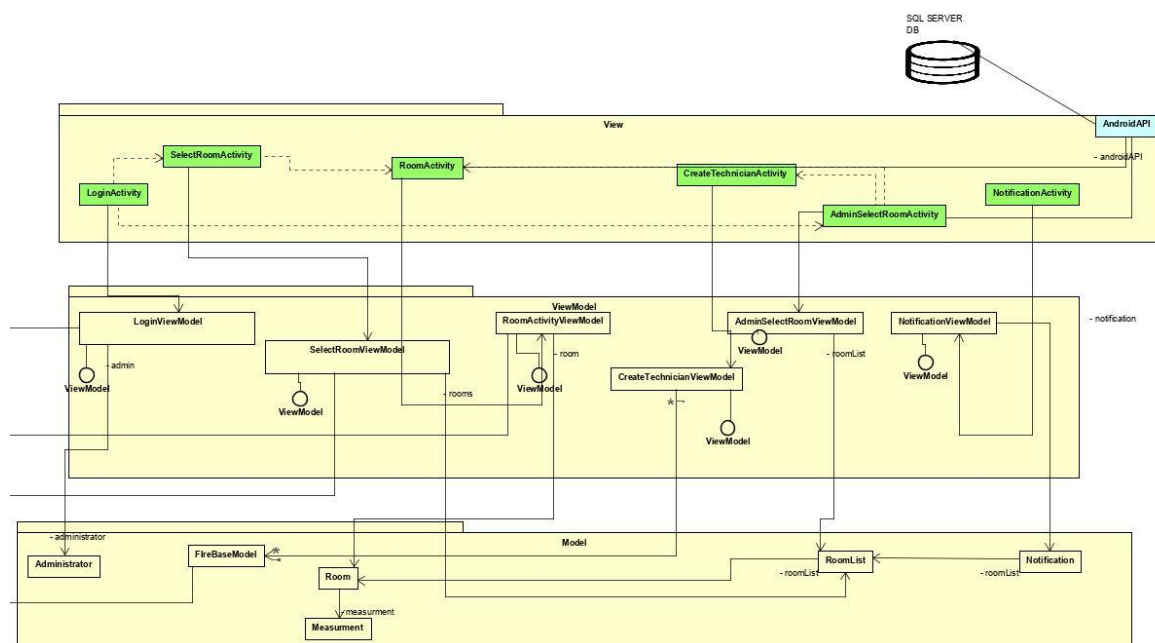 SQL SERVER
DB
View
AndroidAPI
- androidAPI
SelectRoomActivity
RoomActivity
CreateTechnicianActivity
LoginActivity
NotificationActivity
AdminSelectRoomActivity
ViewModel
LoginViewModel
RoomActivityViewModel
AdminSelectRoomViewModel
NotificationViewModel
- notification
SelectRoomViewModel
ViewModel
- admin
- room
ViewModel
- roomList
ViewModel
ViewModel
CreateTechnicianViewModel
ViewModel
- rooms
*
ViewModel
ViewModel
- administrator
Model
Administrator
FIreBaseModel
*
Room
RoomList
- roomList
Notification
- roomList
- measurment
Measurment